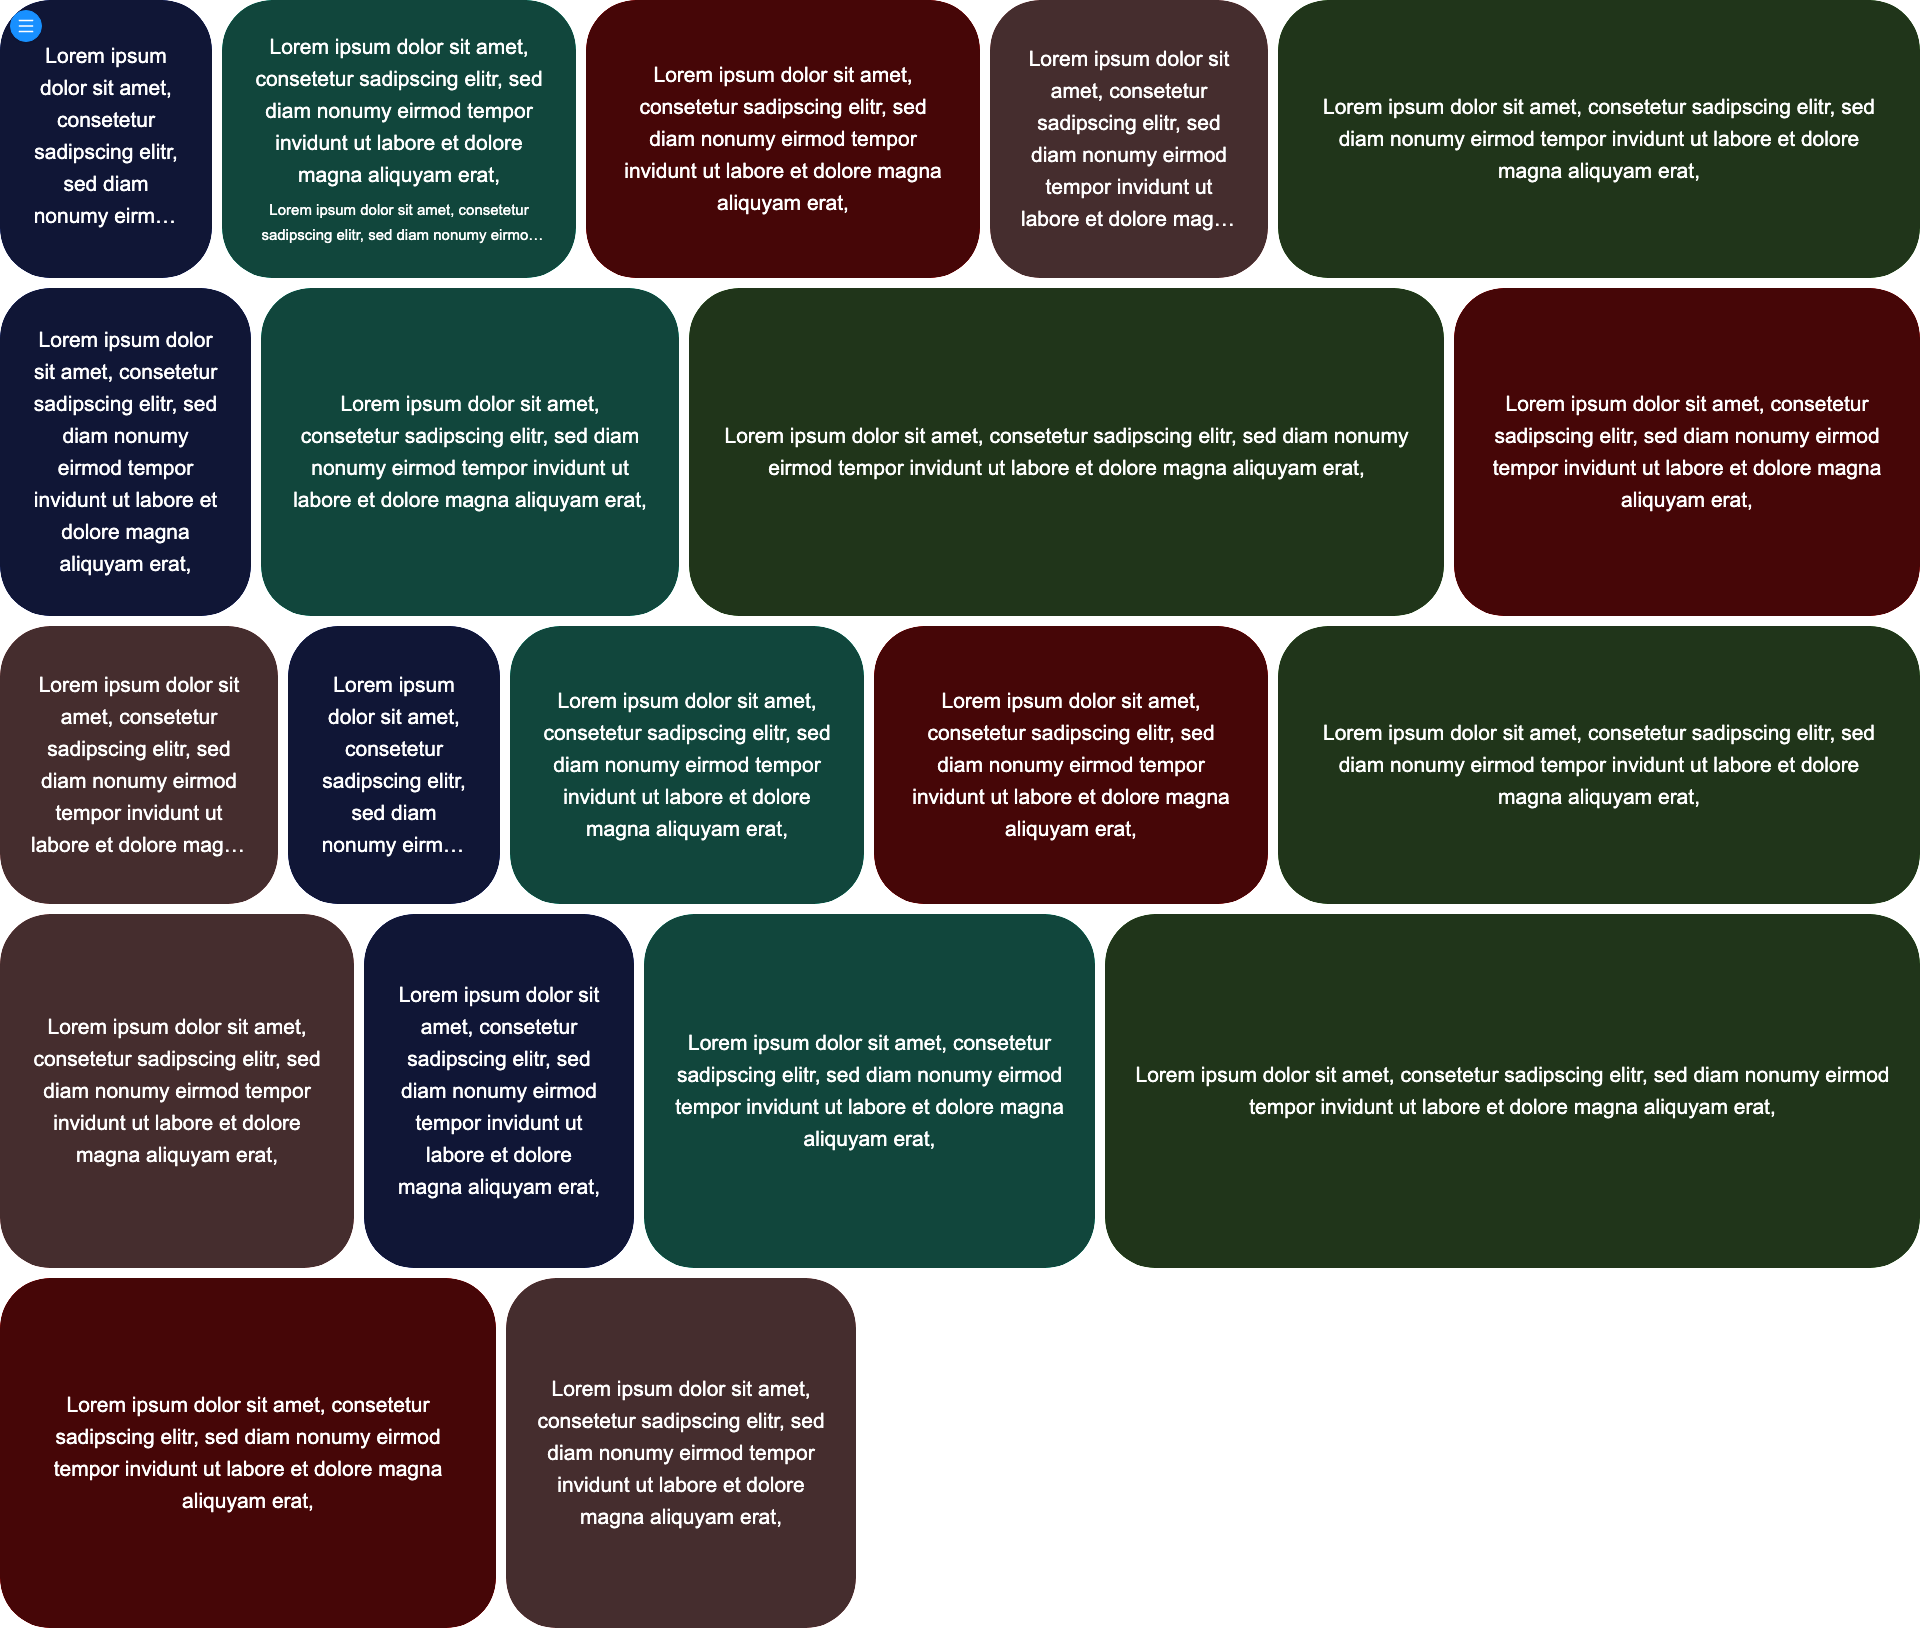 Lorem ipsum
dolor sit amet,
consetetur
sadipscing elitr,
sed diam
nonumy eirm…
Lorem ipsum dolor sit amet,
consetetur sadipscing elitr, sed
diam nonumy eirmod tempor
invidunt ut labore et dolore
magna aliquyam erat,
Lorem ipsum dolor sit amet, consetetur
sadipscing elitr, sed diam nonumy eirmo…
Lorem ipsum dolor sit amet,
consetetur sadipscing elitr, sed
diam nonumy eirmod tempor
invidunt ut labore et dolore magna
aliquyam erat,
Lorem ipsum dolor sit
amet, consetetur
sadipscing elitr, sed
diam nonumy eirmod
tempor invidunt ut
labore et dolore mag…
Lorem ipsum dolor sit amet, consetetur sadipscing elitr, sed
diam nonumy eirmod tempor invidunt ut labore et dolore
magna aliquyam erat,
Lorem ipsum dolor
sit amet, consetetur
sadipscing elitr, sed
diam nonumy
eirmod tempor
invidunt ut labore et
dolore magna
aliquyam erat,
Lorem ipsum dolor sit amet,
consetetur sadipscing elitr, sed diam
nonumy eirmod tempor invidunt ut
labore et dolore magna aliquyam erat,
Lorem ipsum dolor sit amet, consetetur sadipscing elitr, sed diam nonumy
eirmod tempor invidunt ut labore et dolore magna aliquyam erat,
Lorem ipsum dolor sit amet, consetetur
sadipscing elitr, sed diam nonumy eirmod
tempor invidunt ut labore et dolore magna
aliquyam erat,
Lorem ipsum dolor sit
amet, consetetur
sadipscing elitr, sed
diam nonumy eirmod
tempor invidunt ut
labore et dolore mag…
Lorem ipsum
dolor sit amet,
consetetur
sadipscing elitr,
sed diam
nonumy eirm…
Lorem ipsum dolor sit amet,
consetetur sadipscing elitr, sed
diam nonumy eirmod tempor
invidunt ut labore et dolore
magna aliquyam erat,
Lorem ipsum dolor sit amet,
consetetur sadipscing elitr, sed
diam nonumy eirmod tempor
invidunt ut labore et dolore magna
aliquyam erat,
Lorem ipsum dolor sit amet, consetetur sadipscing elitr, sed
diam nonumy eirmod tempor invidunt ut labore et dolore
magna aliquyam erat,
Lorem ipsum dolor sit amet,
consetetur sadipscing elitr, sed
diam nonumy eirmod tempor
invidunt ut labore et dolore
magna aliquyam erat,
Lorem ipsum dolor sit
amet, consetetur
sadipscing elitr, sed
diam nonumy eirmod
tempor invidunt ut
labore et dolore
magna aliquyam erat,
Lorem ipsum dolor sit amet, consetetur
sadipscing elitr, sed diam nonumy eirmod
tempor invidunt ut labore et dolore magna
aliquyam erat,
Lorem ipsum dolor sit amet, consetetur sadipscing elitr, sed diam nonumy eirmod
tempor invidunt ut labore et dolore magna aliquyam erat,
Lorem ipsum dolor sit amet, consetetur
sadipscing elitr, sed diam nonumy eirmod
tempor invidunt ut labore et dolore magna
aliquyam erat,
Lorem ipsum dolor sit amet,
consetetur sadipscing elitr, sed
diam nonumy eirmod tempor
invidunt ut labore et dolore
magna aliquyam erat,